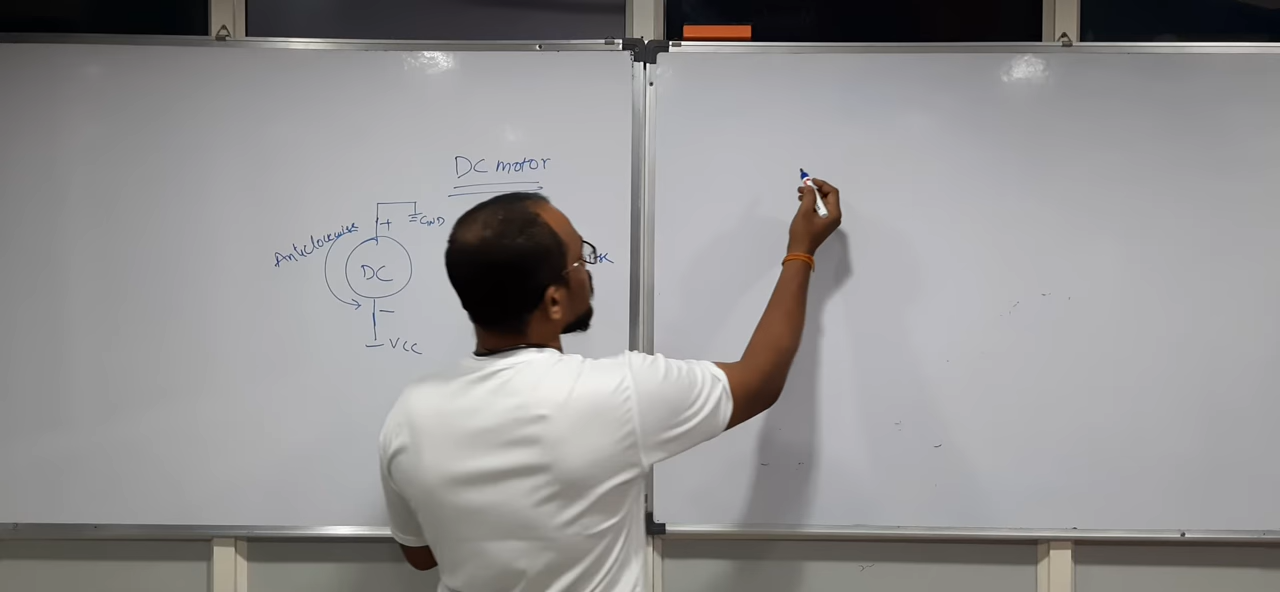 DC motor
+
GND
Anticlockwise
DC
-
VCC